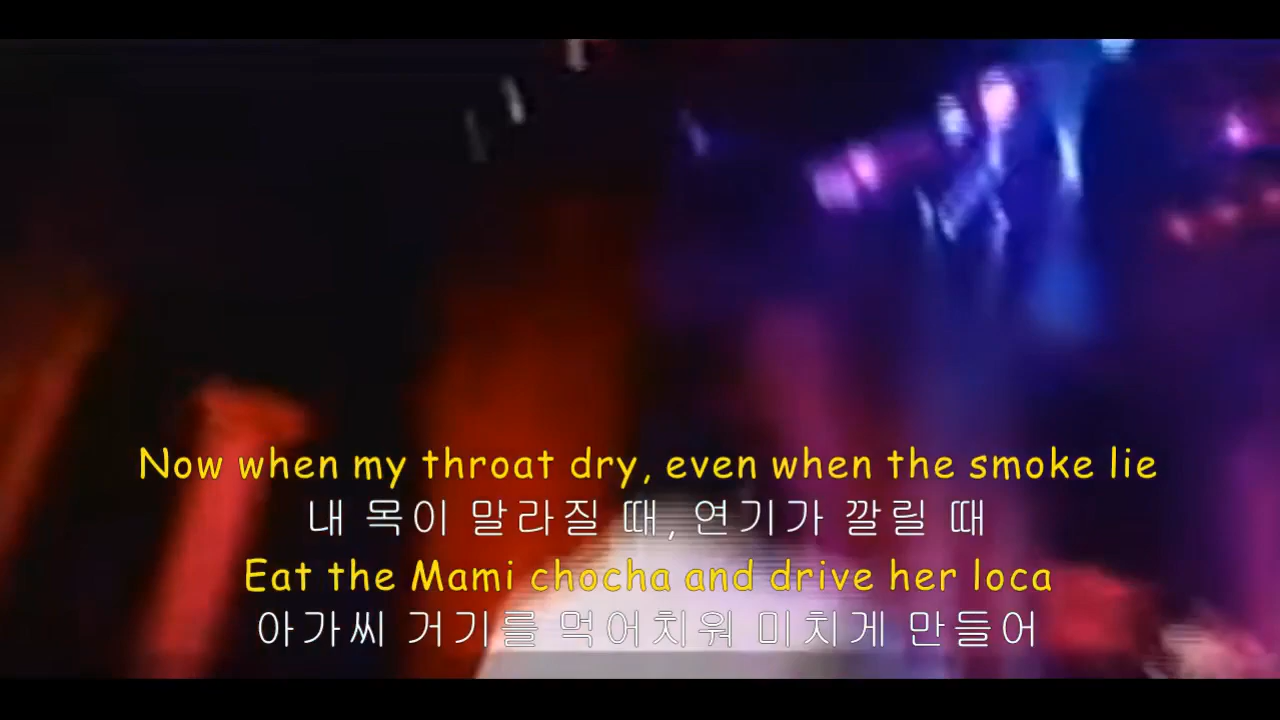 Now when my throat dry, even when the smoke lie
내 목이 말라질 때, 연기가 깔릴 때
Eat the Mami chocha and drive her loca
아가씨 거기를 먹어치워 미치게 만들어